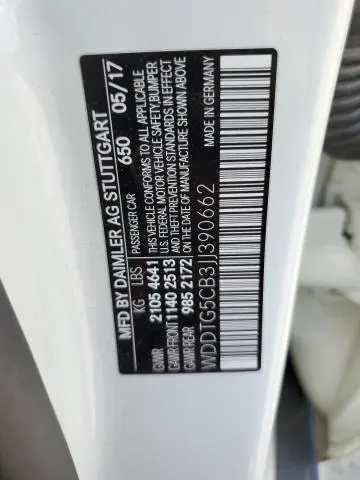 MFD BY DAIMLER AG STUTTGART
650 05/17
PASSENGER CAR
KG LBS
GVWR 2105 4641
GAWR FRONT 1140 2513
GAWR REAR 985 2172
THIS VEHICLE CONFORMS TO ALL APPLICABLE
U.S. FEDERAL MOTOR VEHICLE SAFETY, BUMPER
AND THEFT PREVENTION STANDARDS IN EFFECT
ON THE DATE OF MANUFACTURE SHOWN ABOVE
MADE IN GERMANY
WDDTG5CB3JJ390662